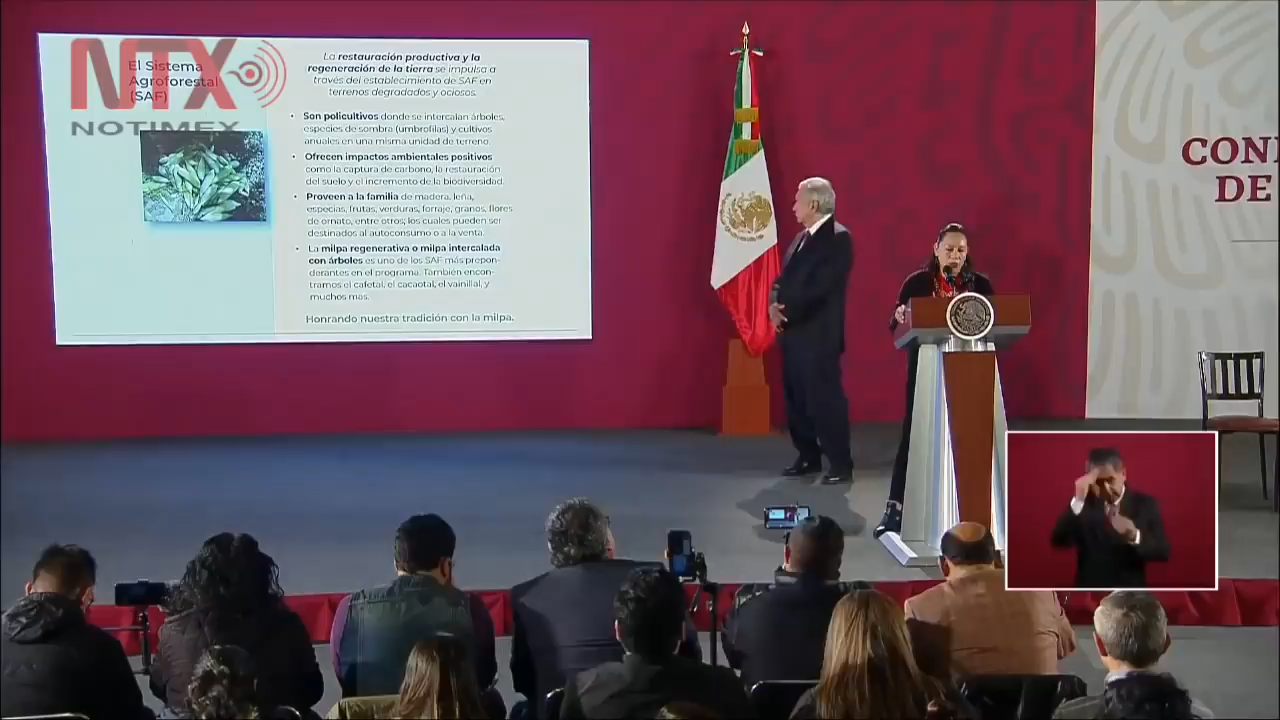 NTX
NOTIMEX
El Sistema
Agroforestal
(SAF)
La restauración productiva y la
regeneración de la tierra se impulsa a
través del establecimiento de SAF en
terrenos degradados y ociosos.
• Son policultivos donde se intercalan árboles,
especies de sombra (umbrófilas) y cultivos
anuales en una misma unidad de terreno.
• Ofrecen impactos ambientales positivos
como la captura de carbono, la restauración
del suelo y el incremento de la biodiversidad.
• Proveen a la familia de madera, leña,
especias, frutas, verduras, forraje, granos, flores
de ornato, entre otros; los cuales pueden ser
destinados al autoconsumo o a la venta.
• La milpa regenerativa o milpa intercalada
con árboles es uno de los SAF más prepon-
derantes en el programa. También encon-
tramos el cafetal, el cacaotal, el vainillal, y
muchos más.
Honrando nuestra tradición con la milpa.
CON
DE